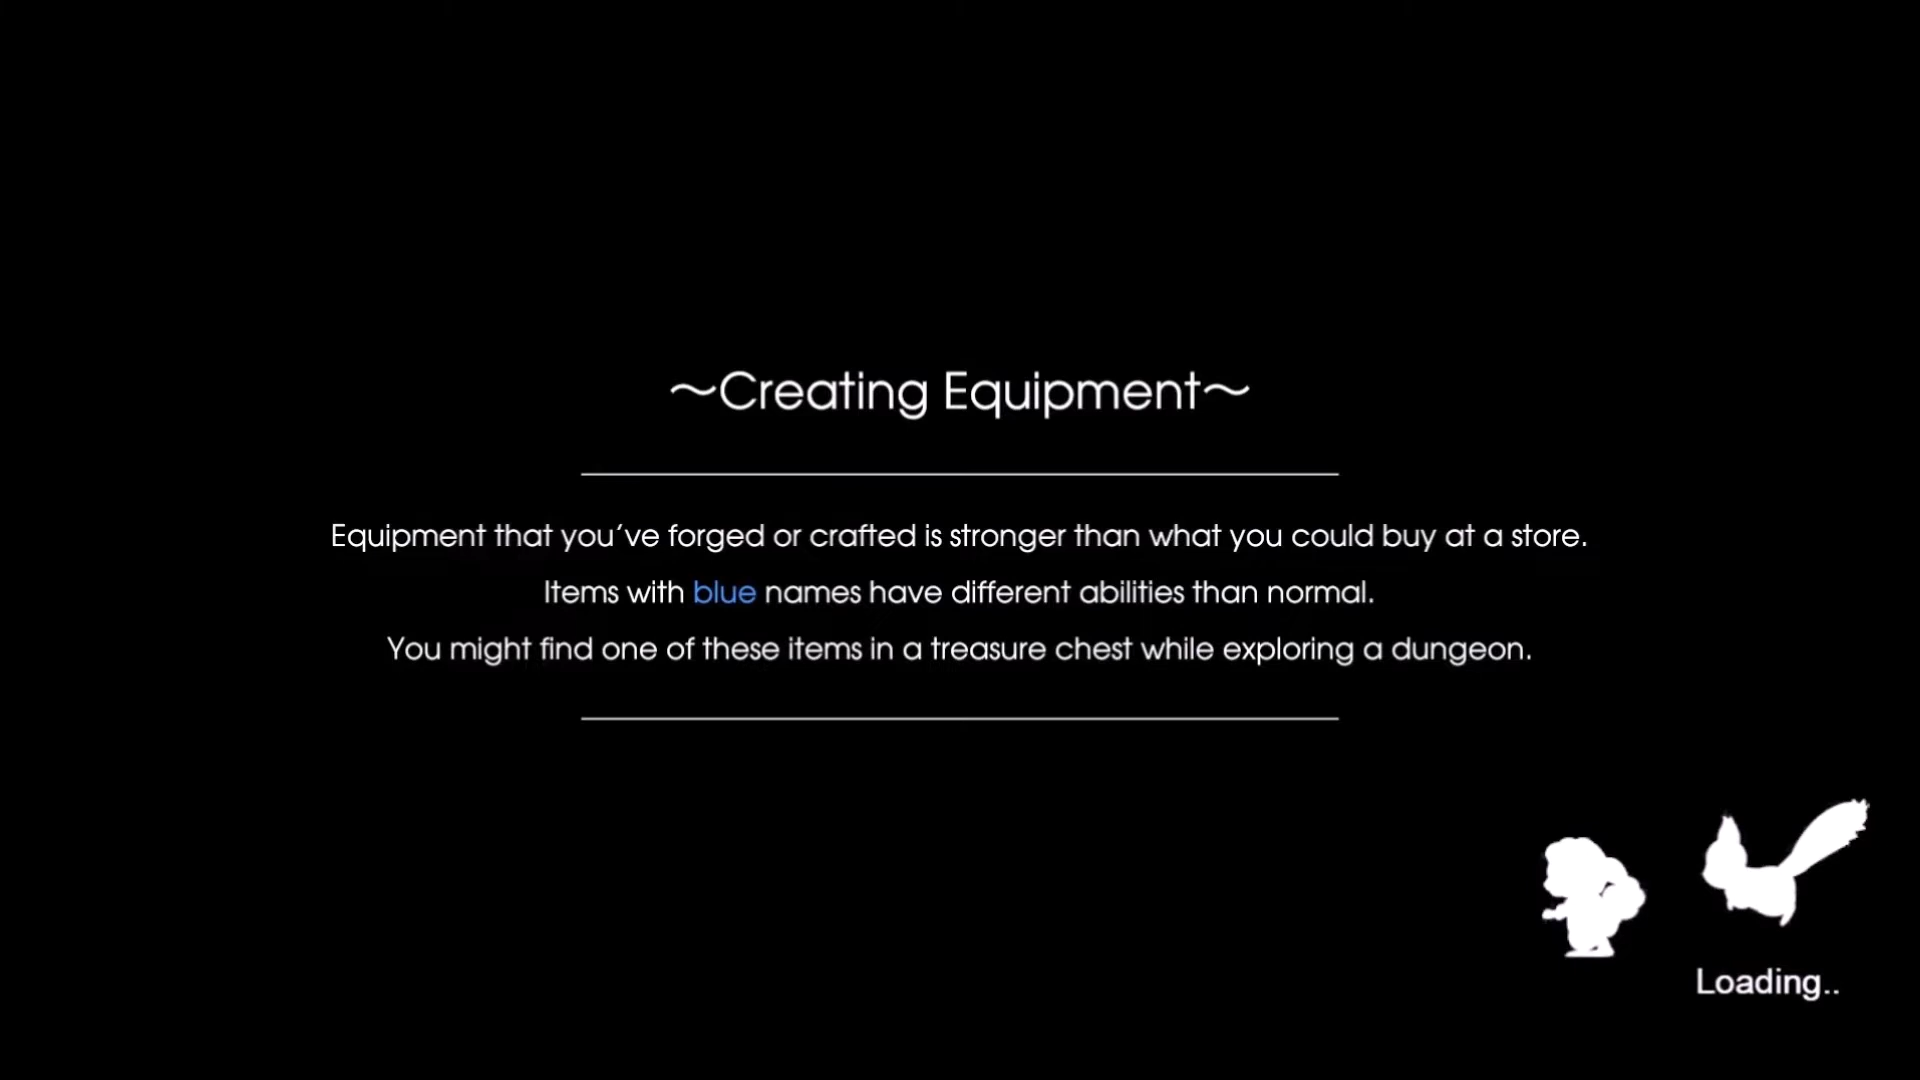 ～Creating Equipment～
Equipment that you’ve forged or crafted is stronger than what you could buy at a store.
Items with blue names have different abilities than normal.
You might find one of these items in a treasure chest while exploring a dungeon.
Loading..